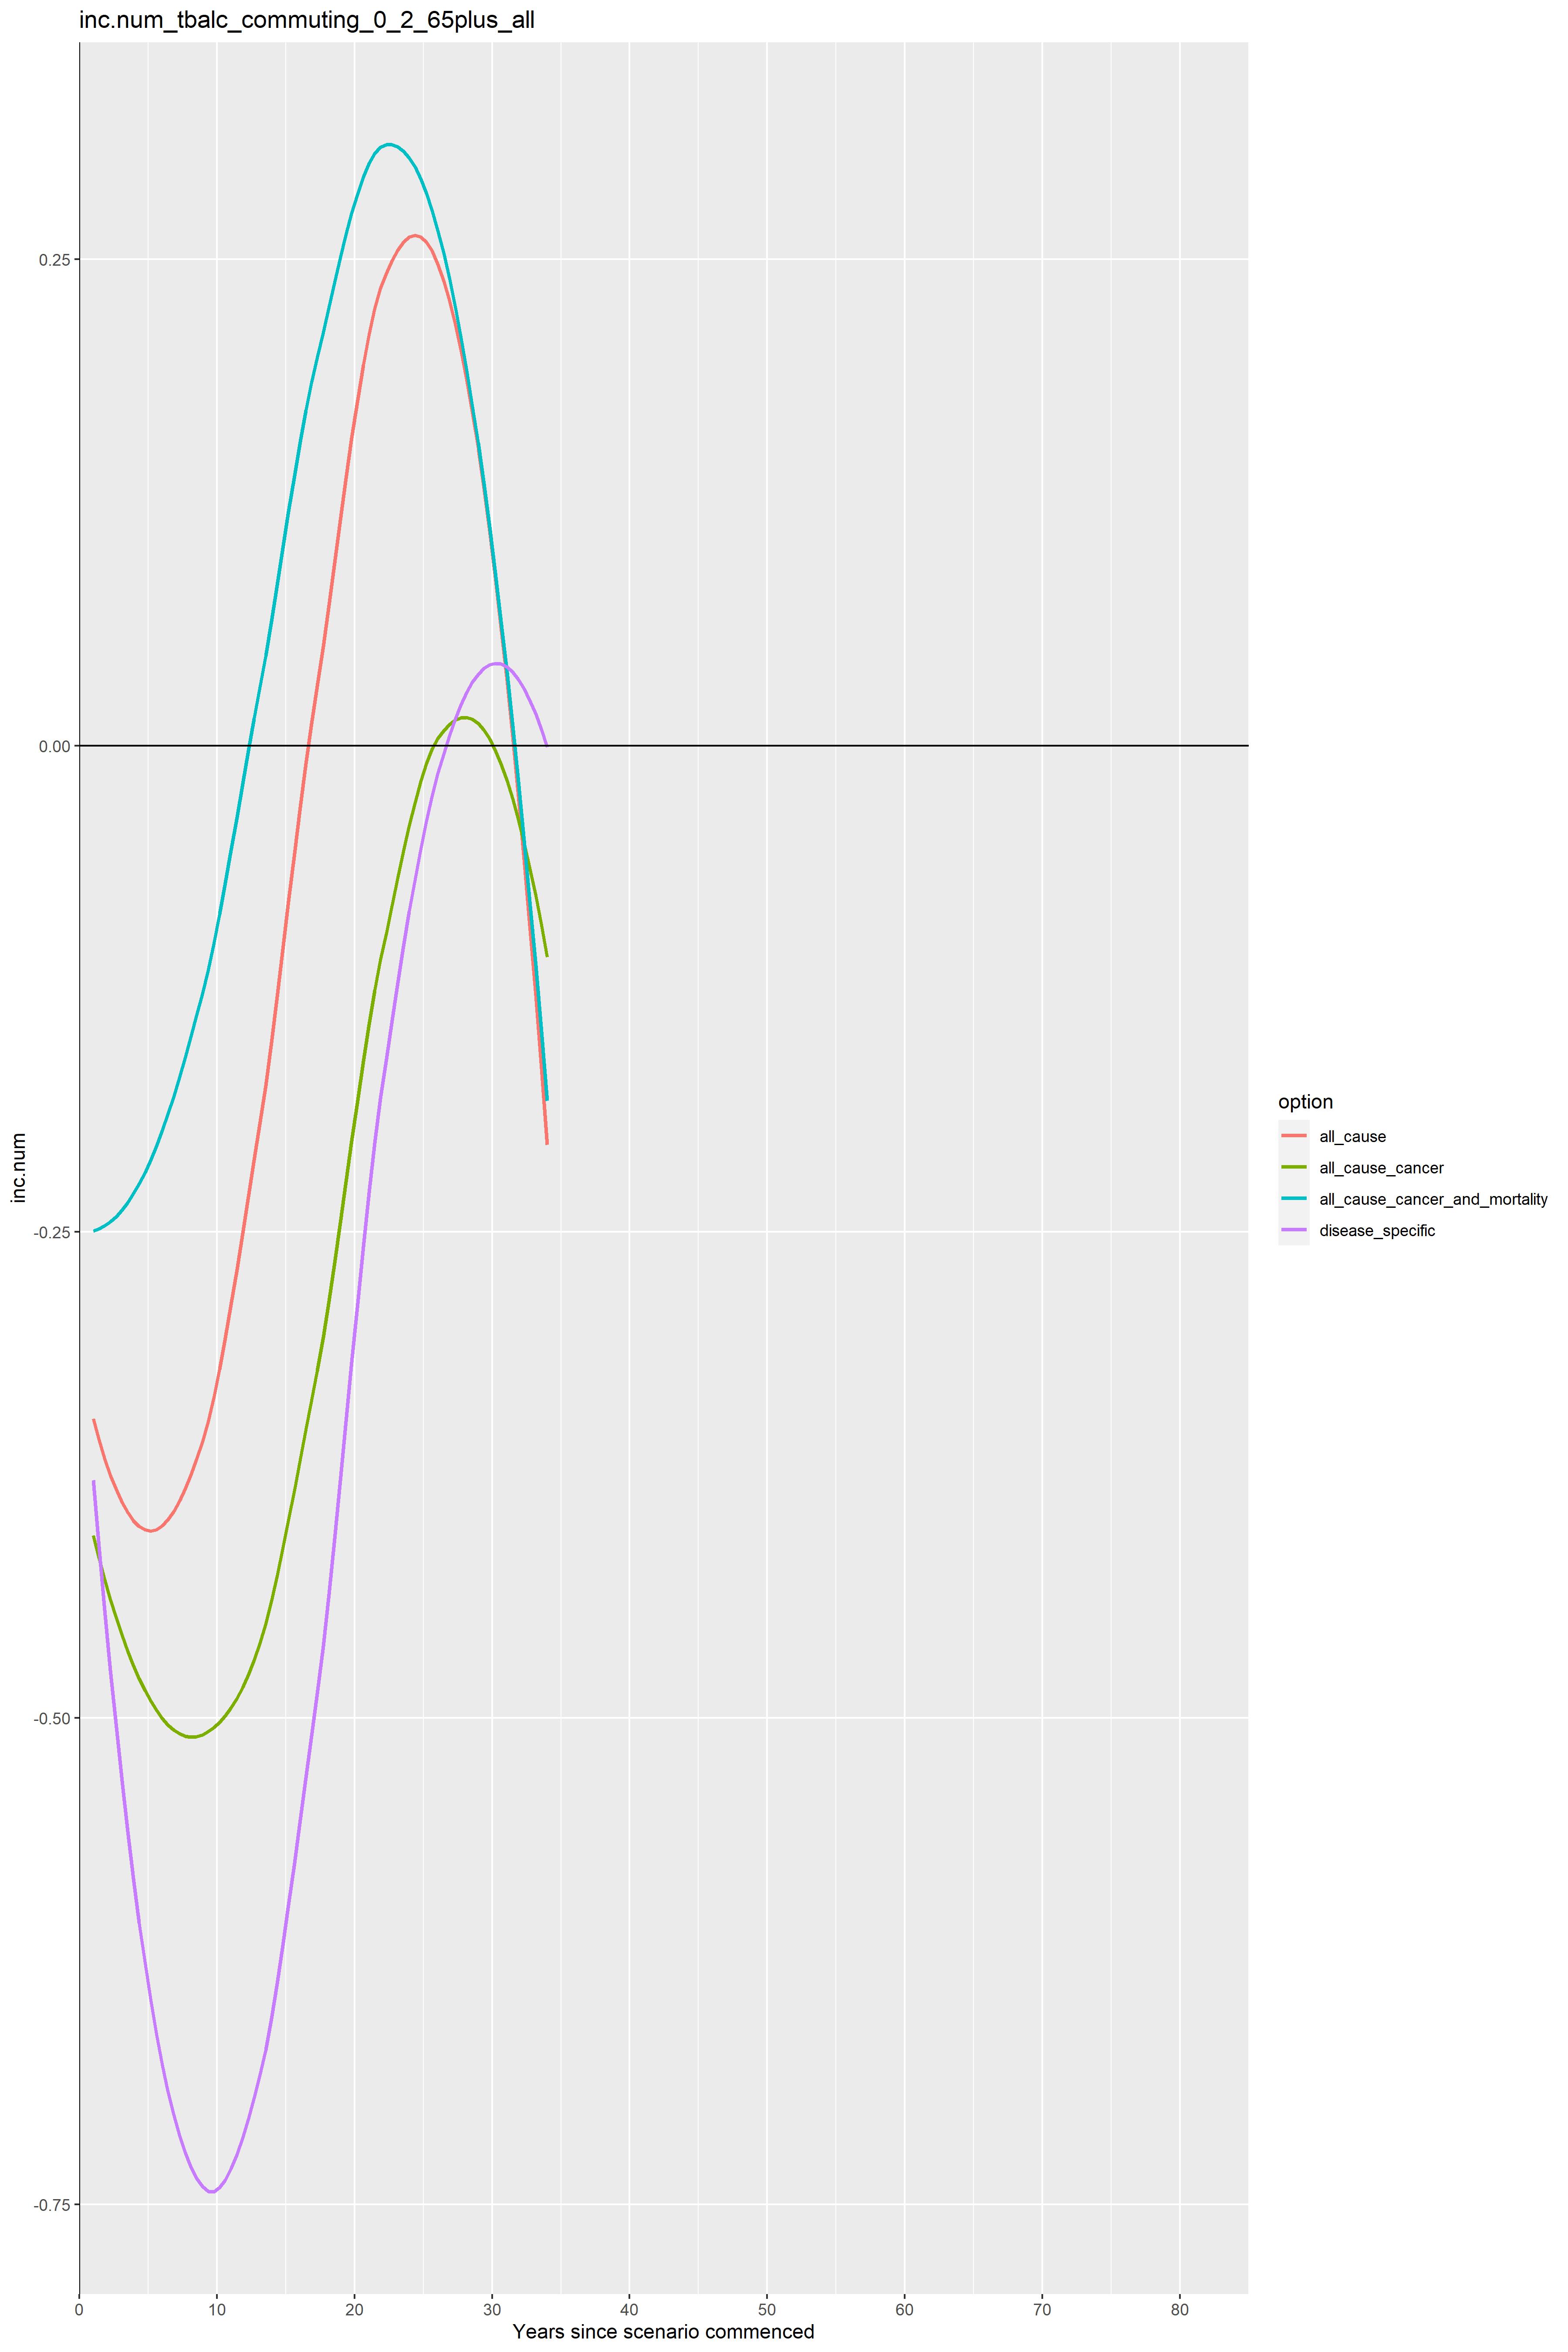 inc.num_tbalc_commuting_0_2_65plus_all
0.25
0.00
-0.25
-0.50
-0.75
inc.num
0 10 20 30 40 50 60 70 80
Years since scenario commenced
option
all_cause
all_cause_cancer
all_cause_cancer_and_mortality
disease_specific